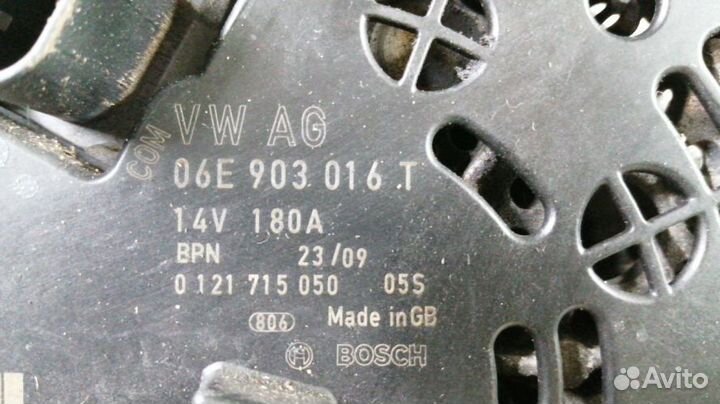 VW AG
COM
06E 903 016 T
14V 180A
BPN 23/09
0 121 715 050 05S
806 Made in GB
BOSCH
Avito